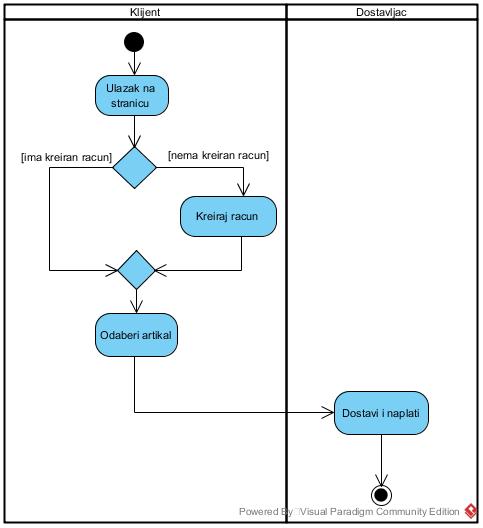 Klijent
Dostavljac
Ulazak na
stranicu
[ima kreiran racun]
[nema kreiran racun]
Kreiraj racun
Odaberi artikal
Dostavi i naplati
Powered By Visual Paradigm Community Edition